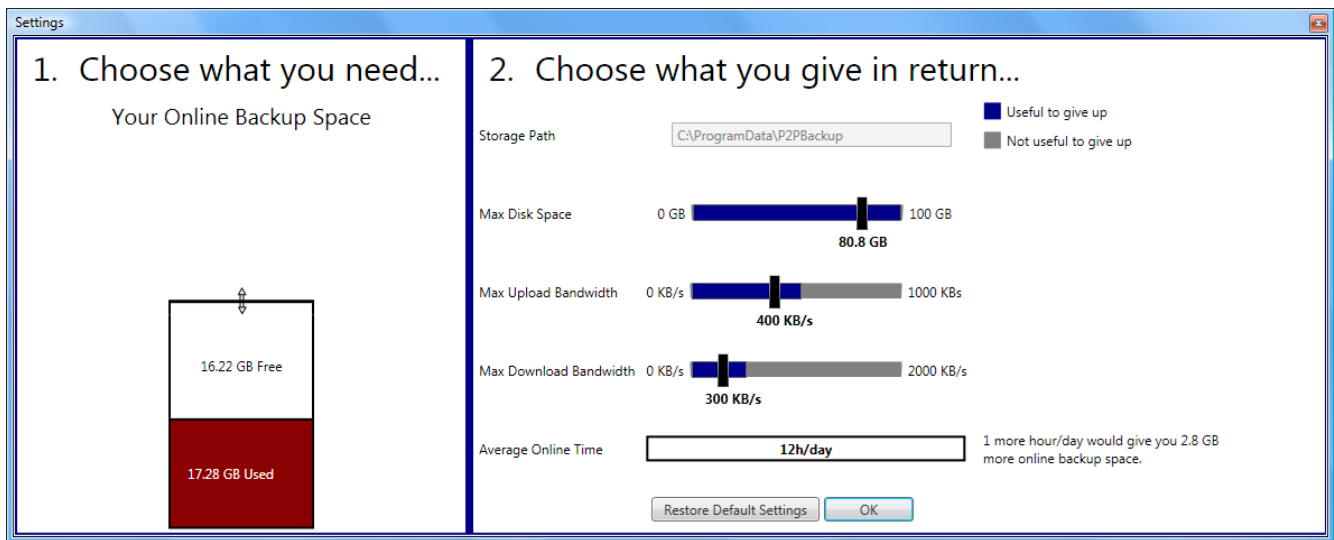 Settings
1. Choose what you need...
Your Online Backup Space
16.22 GB Free
17.28 GB Used
2. Choose what you give in return...
Useful to give up
Not useful to give up
Storage Path C:\ProgramData\P2PBackup
Max Disk Space 0 GB 100 GB
80.8 GB
Max Upload Bandwidth 0 KB/s 1000 KBs
400 KB/s
Max Download Bandwidth 0 KB/s 2000 KB/s
300 KB/s
Average Online Time 12h/day
1 more hour/day would give you 2.8 GB
more online backup space.
Restore Default Settings OK